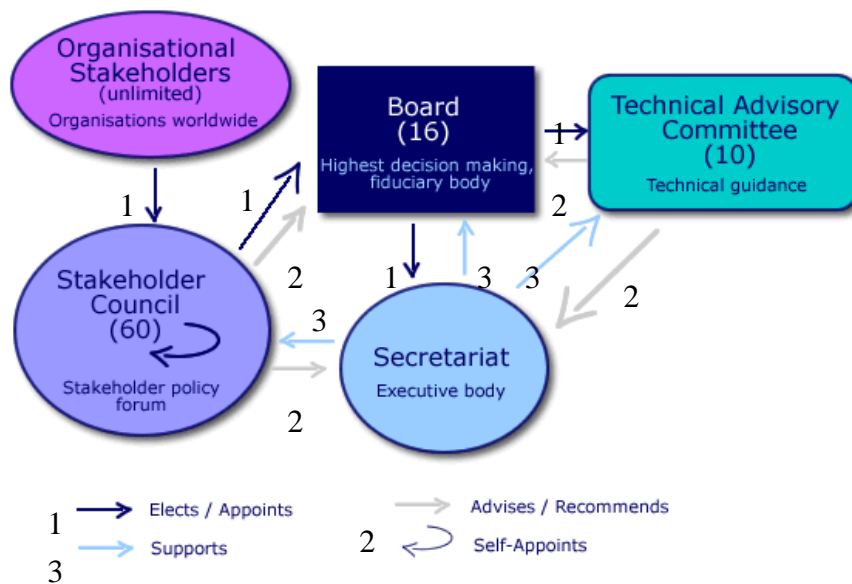 Organisational
Stakeholders
(unlimited)
Organisations worldwide
Board
(16)
Highest decision making,
fiduciary body
Technical Advisory
Committee
(10)
Technical guidance
1
1
1
2
2
Stakeholder
Council
(60)
Stakeholder policy
forum
3
1
3
3
2
Secretariat
Executive body
2
1
Elects / Appoints
Advises / Recommends
3
Supports
2
Self-Appoints